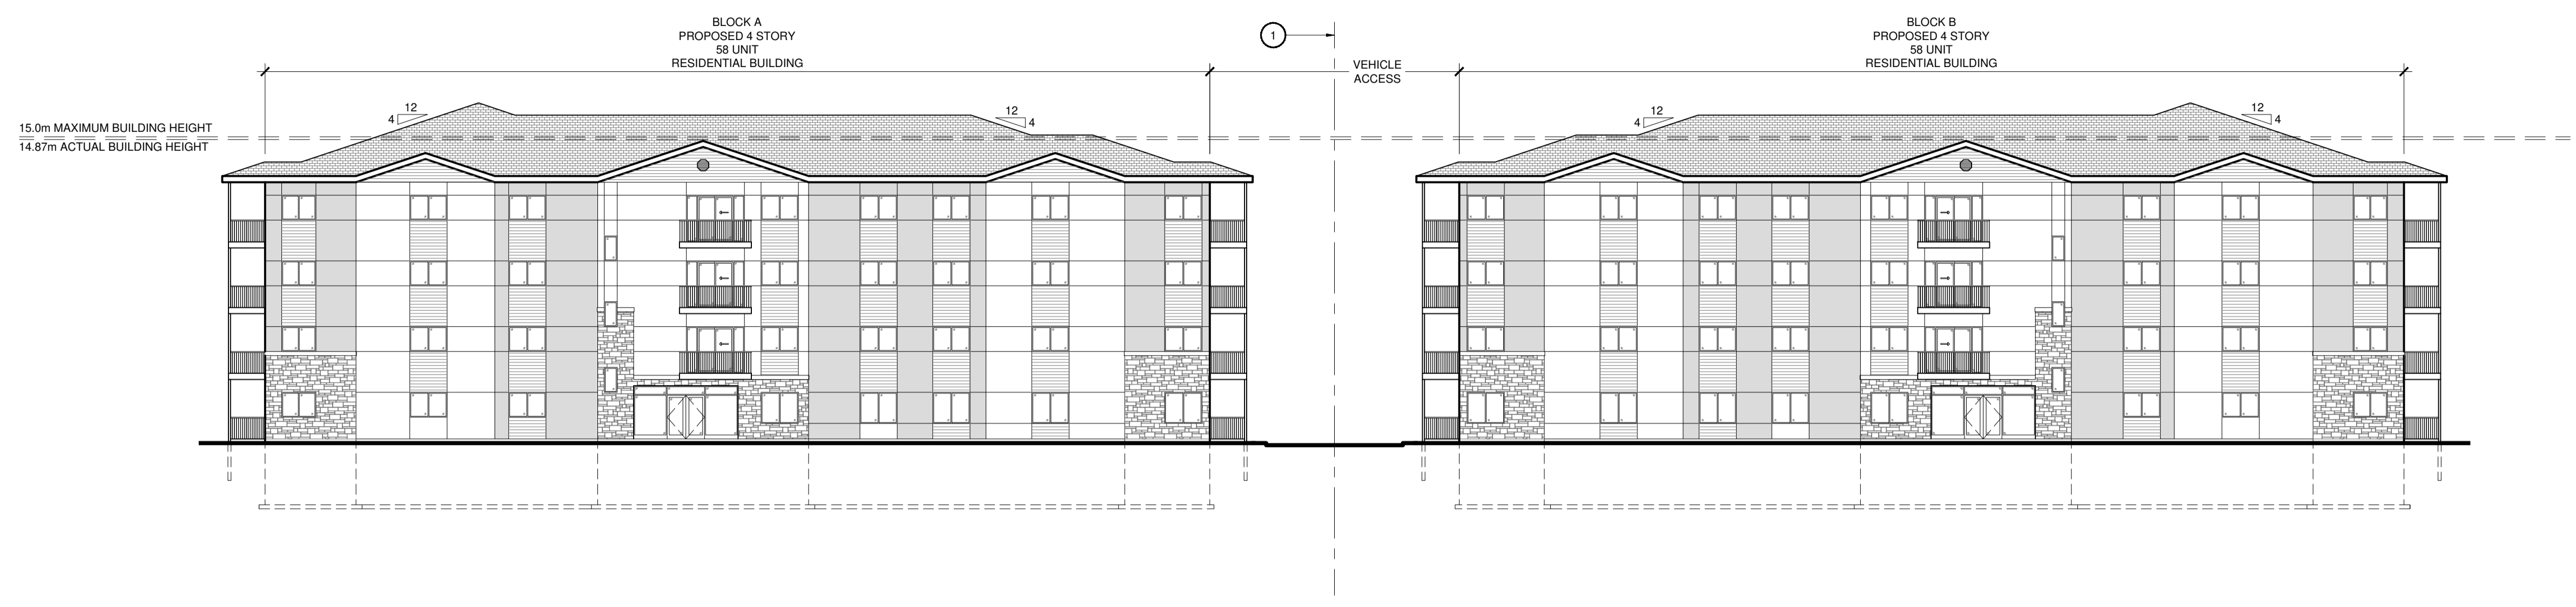 BLOCK A
PROPOSED 4 STORY
58 UNIT
RESIDENTIAL BUILDING
1
VEHICLE
ACCESS
BLOCK B
PROPOSED 4 STORY
58 UNIT
RESIDENTIAL BUILDING
12
4
12
4
12
4
12
4
15.0m MAXIMUM BUILDING HEIGHT
14.87m ACTUAL BUILDING HEIGHT